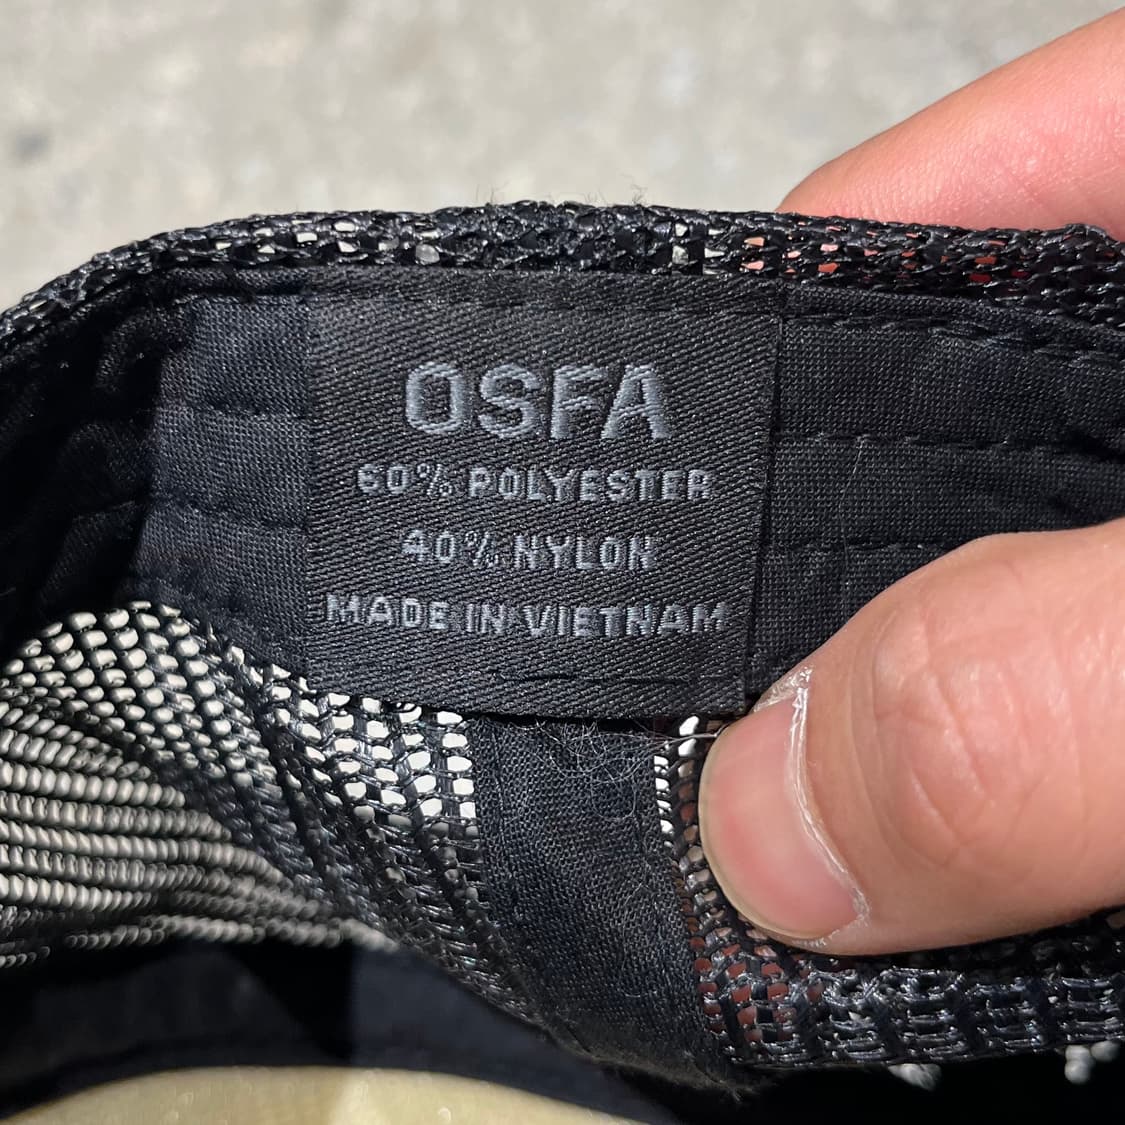 OSFA
60% POLYESTER
40% NYLON
MADE IN VIETNAM